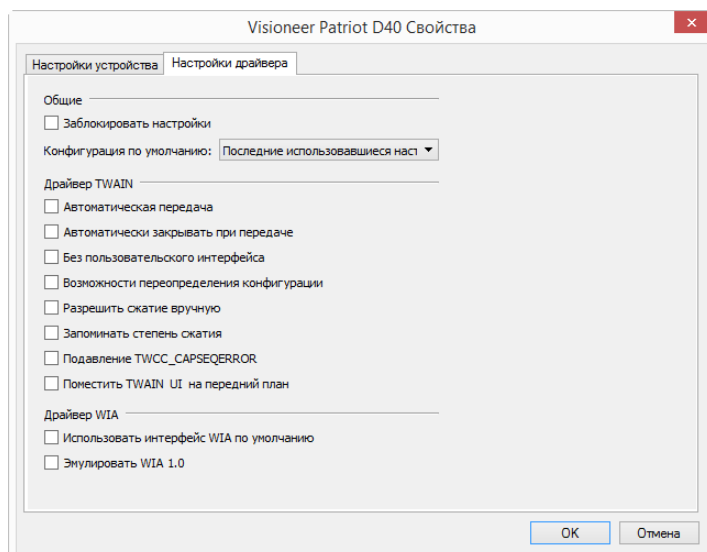 Visioneer Patriot D40 Свойства
Настройки устройства
Настройки драйвера
Общие
Заблокировать настройки
Конфигурация по умолчанию: Последние использовавшиеся наст
Драйвер TWAIN
Автоматическая передача
Автоматически закрывать при передаче
Без пользовательского интерфейса
Возможности переопределения конфигурации
Разрешить сжатие вручную
Запоминать степень сжатия
Подавление TWCC_CAPSEQERROR
Поместить TWAIN UI на передний план
Драйвер WIA
Использовать интерфейс WIA по умолчанию
Эмулировать WIA 1.0
OK
Отмена